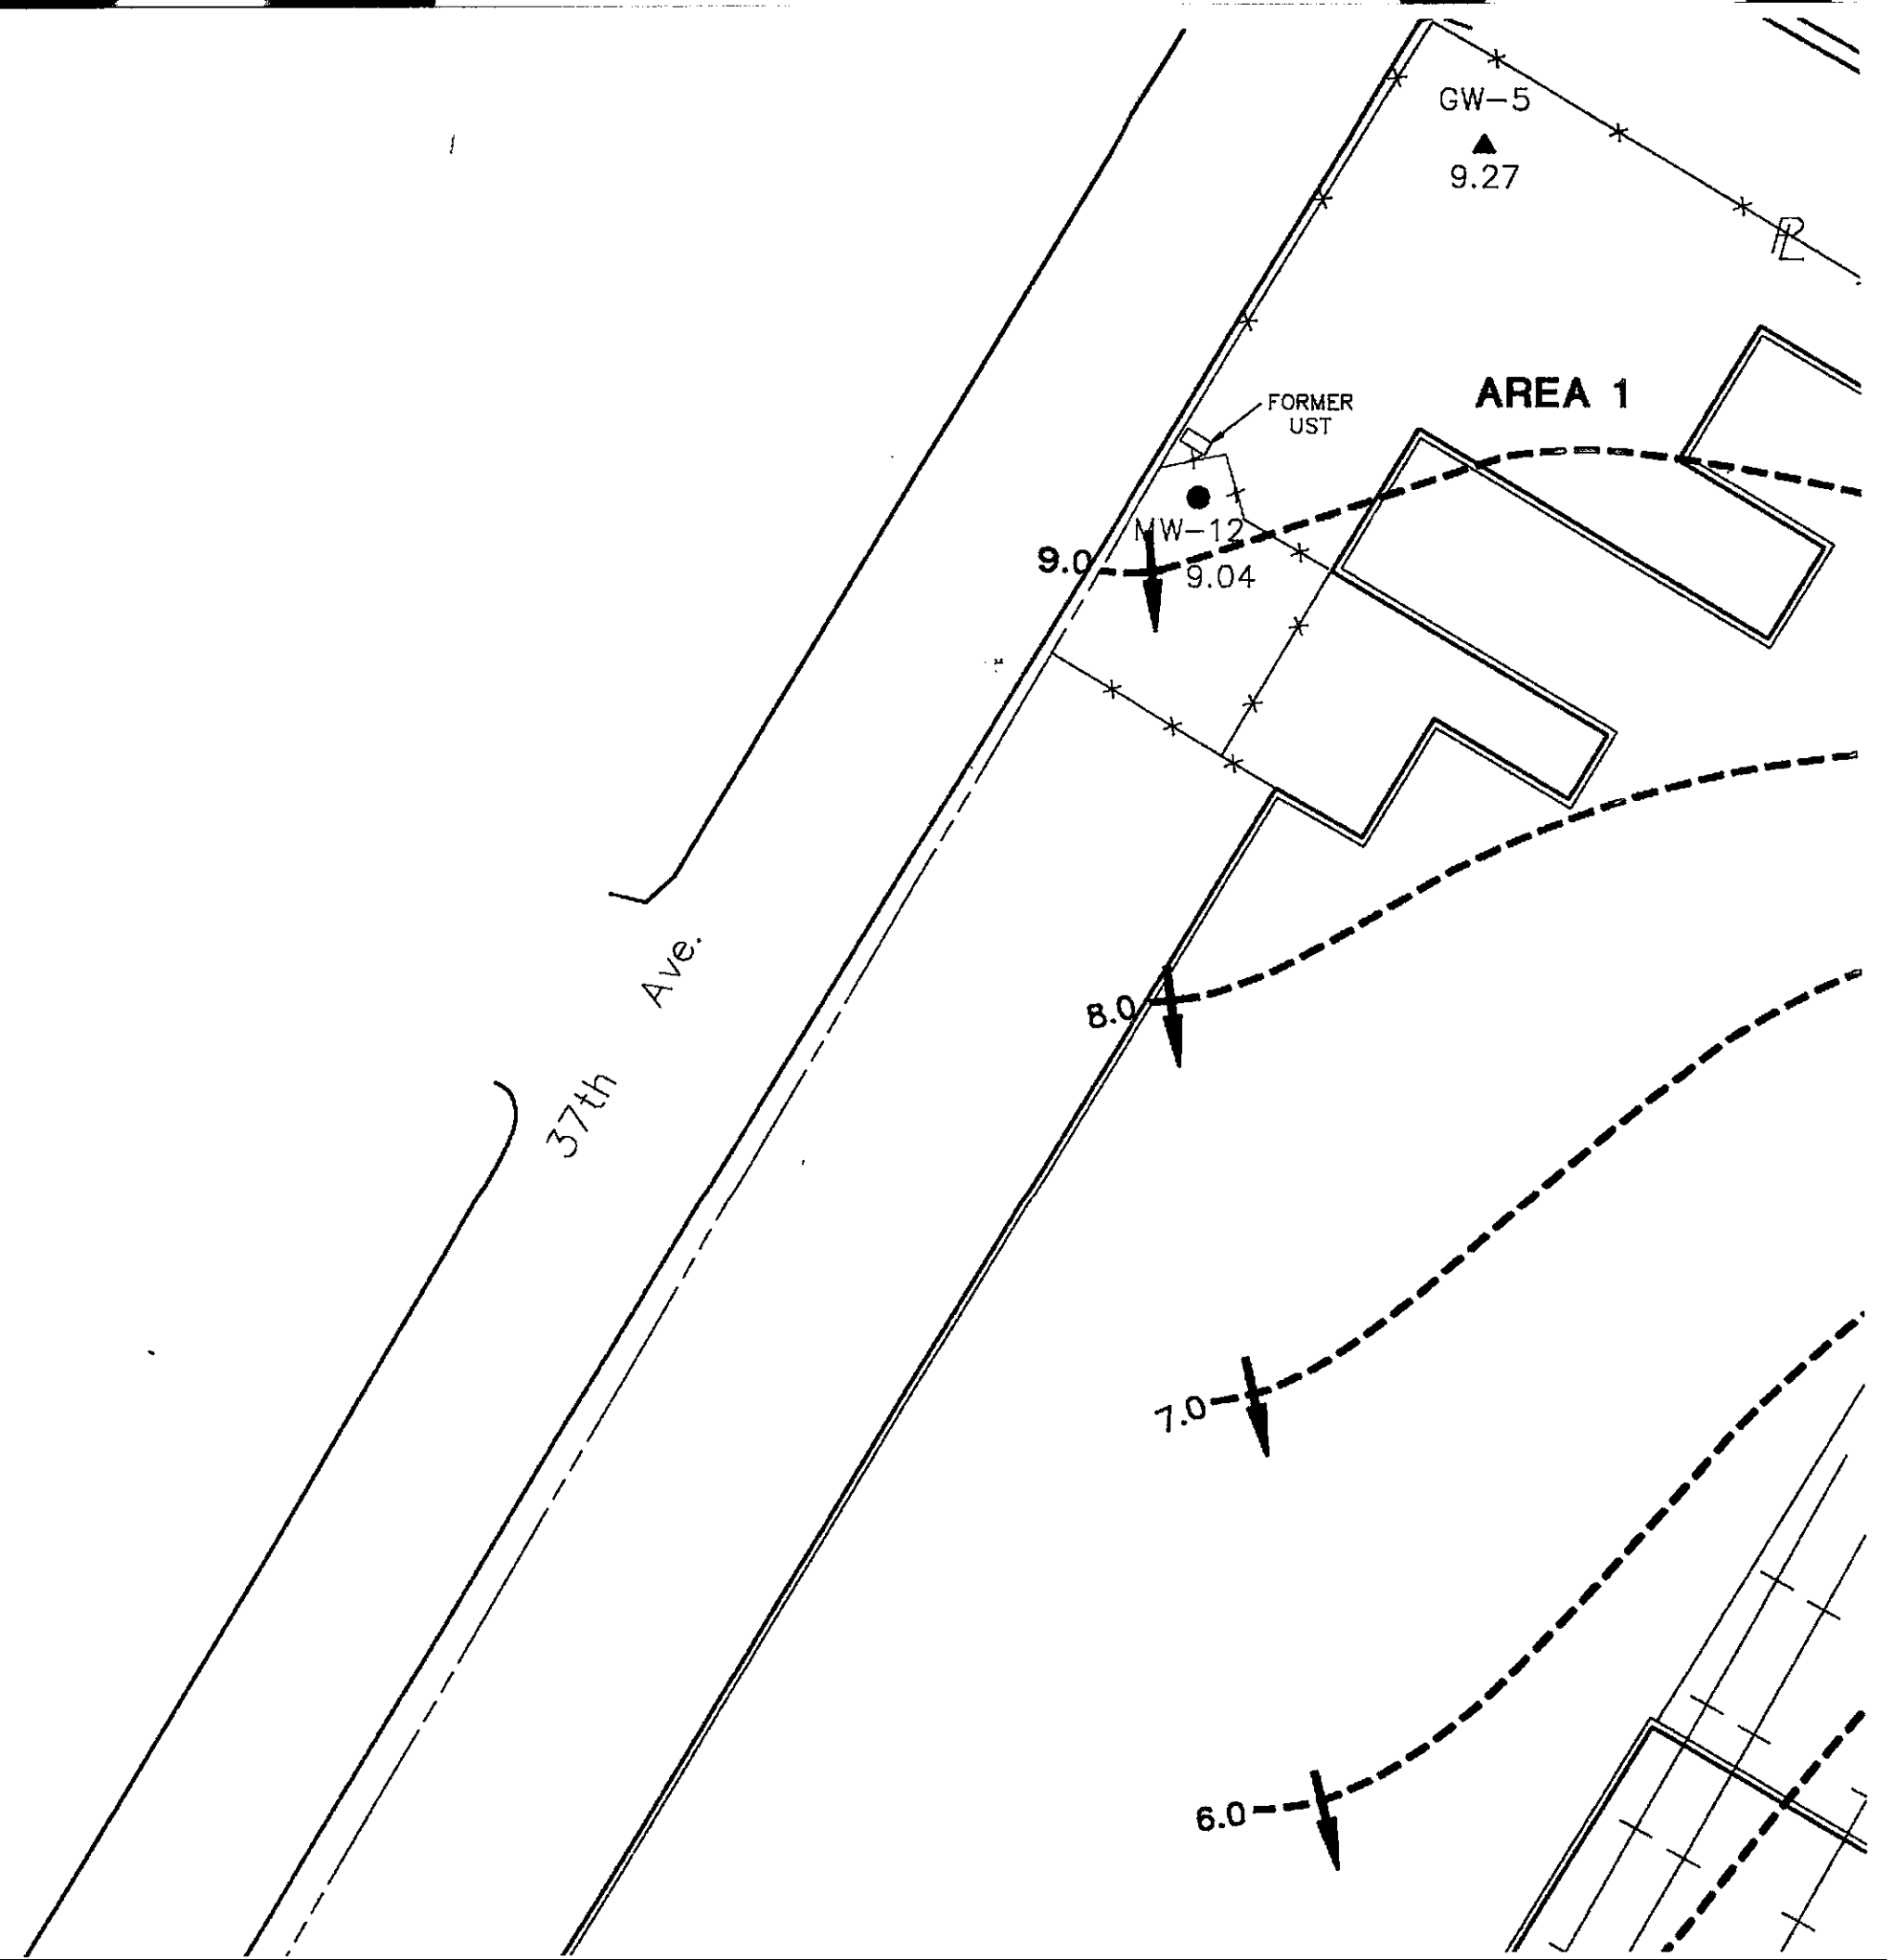 GW-5
9.27
PL
AREA 1
FORMER
UST
MW-12
9.0
9.04
8.0
37th Ave.
7.0
6.0